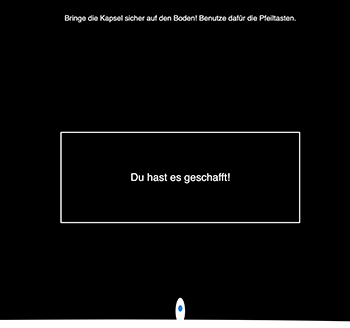 Bringe die Kapsel sicher auf den Boden! Benutze dafür die Pfeiltasten.
Du hast es geschafft!